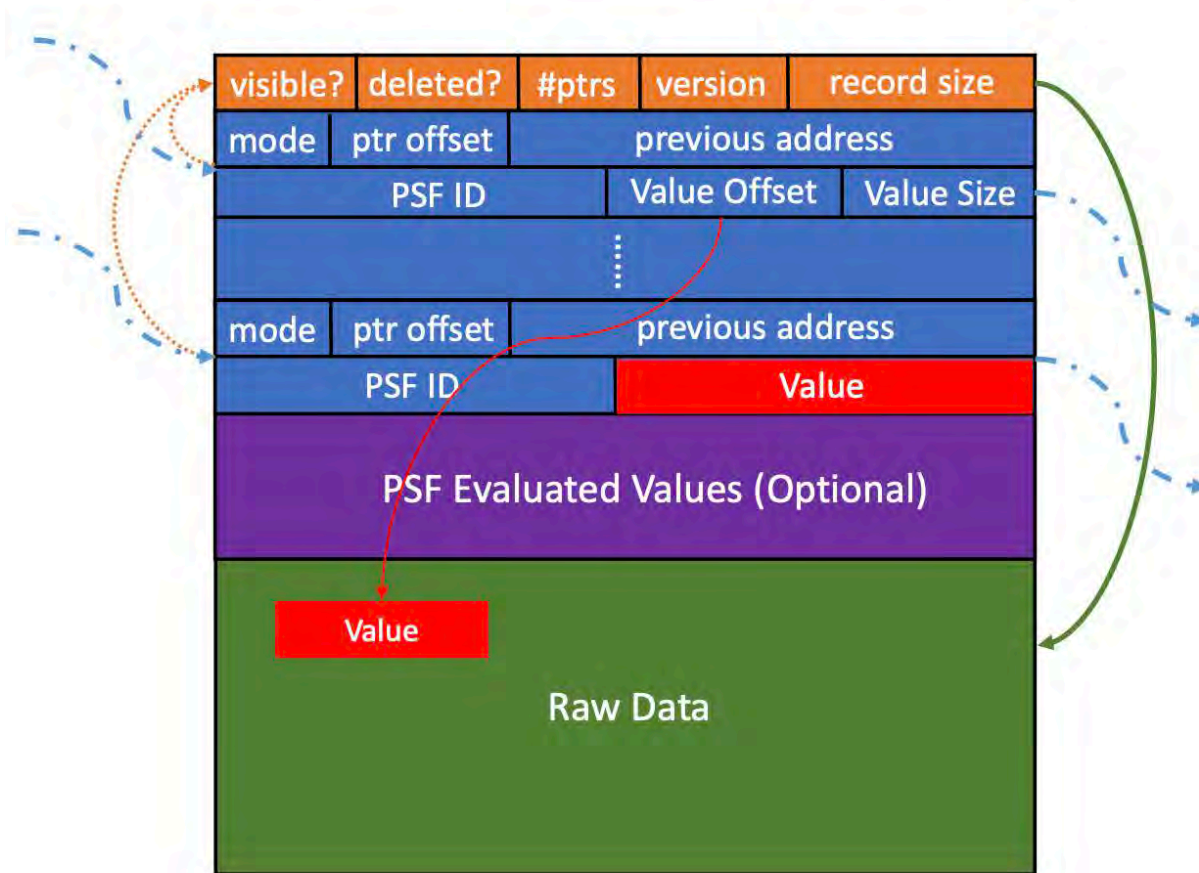 visible? deleted? #ptrs version record size
mode ptr offset previous address
PSF ID Value Offset Value Size
......
mode ptr offset previous address
PSF ID Value
PSF Evaluated Values (Optional)
Value
Raw Data